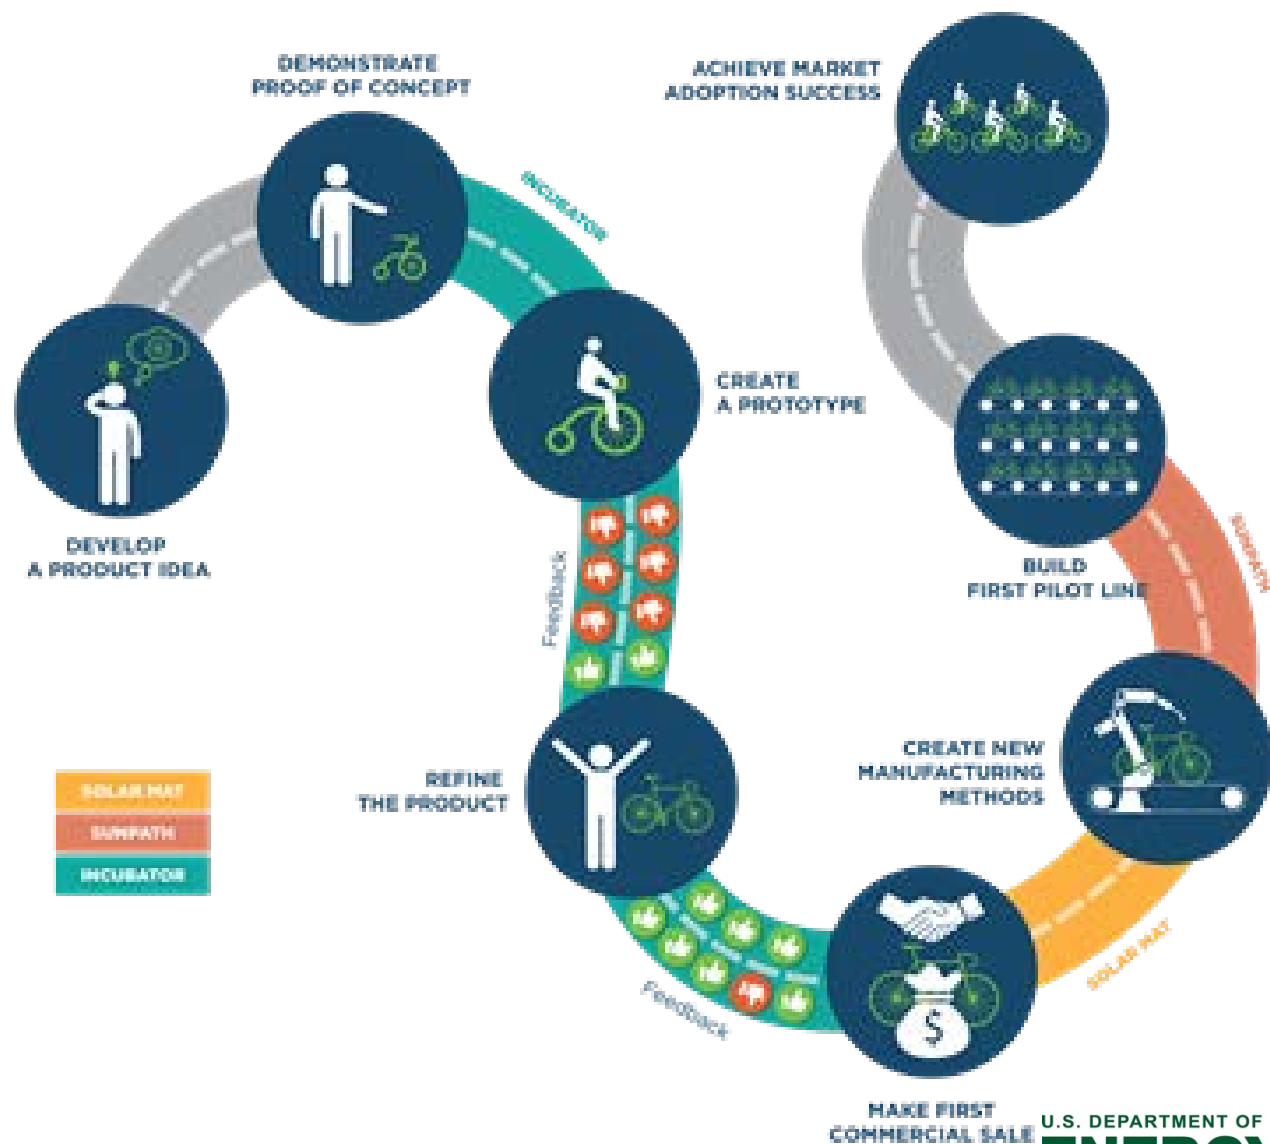 DEMONSTRATE
PROOF OF CONCEPT
ACHIEVE MARKET
ADOPTION SUCCESS
INCUBATOR
CREATE
A PROTOTYPE
DEVELOP
A PRODUCT IDEA
Feedback
BUILD
FIRST PILOT LINE
SUNPATH
REFINE
THE PRODUCT
CREATE NEW
MANUFACTURING
METHODS
SOLAR MAT
SUNPATH
INCUBATOR
SOLAR MAT
Feedback
$
MAKE FIRST
COMMERCIAL SALE
U.S. DEPARTMENT OF
ENERGY